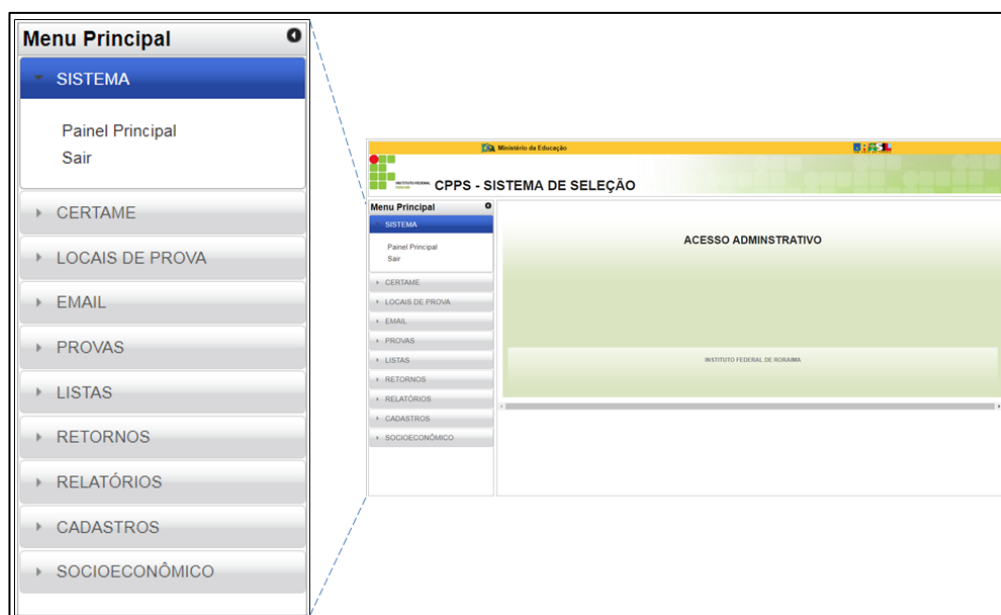 Menu Principal
SISTEMA
Painel Principal
Sair
CERTAME
LOCAIS DE PROVA
EMAIL
PROVAS
LISTAS
RETORNOS
RELATÓRIOS
CADASTROS
SOCIOECONÔMICO
Ministério da Educação
INSTITUTO FEDERAL
CPPS - SISTEMA DE SELEÇÃO
Menu Principal
SISTEMA
Painel Principal
Sair
CERTAME
LOCAIS DE PROVA
EMAIL
PROVAS
LISTAS
RETORNOS
RELATÓRIOS
CADASTROS
SOCIOECONÔMICO
ACESSO ADMINSTRATIVO
INSTITUTO FEDERAL DE RORAIMA